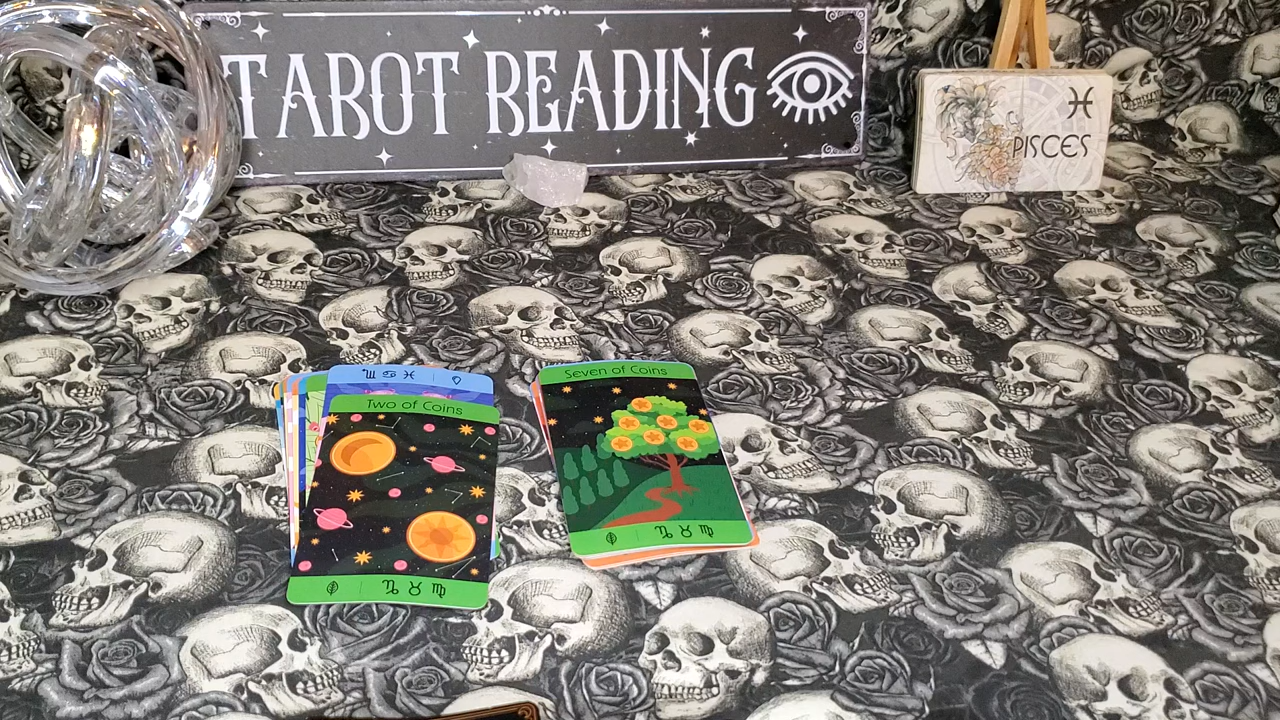 TAROT READING
♓
PISCES
♏ ♋ ♓
Two of Coins
♑ ♉ ♍
Seven of Coins
♑ ♉ ♍